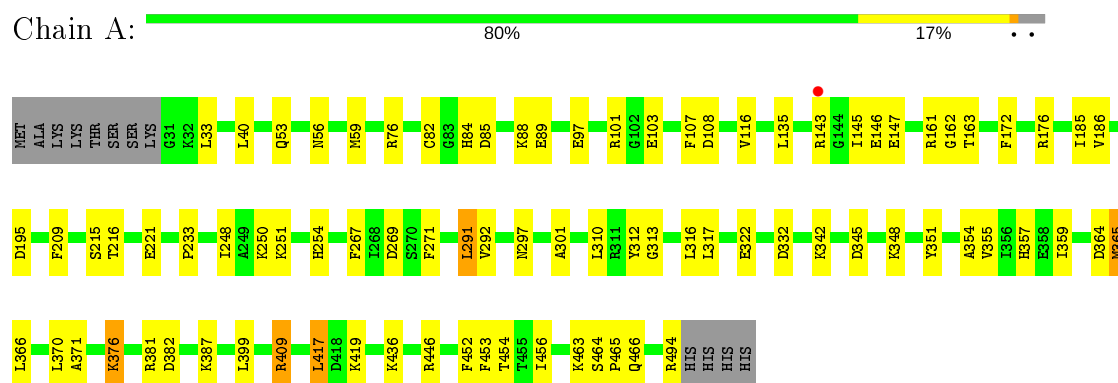 Chain A:
80% 17% • •
MET ALA LYS LYS THR SER SER LYS G31 K32 L33 L40 Q53 N56 M59 R76 C82 G83 H84 D85 K88 E89 E97 R101 G102 E103 F107 D108 V116 L135 R143 G144 I145 E146 E147 R161 G162 T163 F172 R176 I185 V186
D195 F209 S215 T216 E221 P233 I248 A249 K250 K251 H254 F267 I268 D269 S270 F271 L291 V292 N297 A301 L310 R311 Y312 G313 L316 L317 E322 D332 K342 D345 K348 Y351 A354 V355 I356 H357 E358 I359 D364 M365
L366 L370 A371 K376 R381 D382 K387 L399 R409 L417 D418 K419 K436 R446 F452 F453 T454 T455 I456 K463 S464 P465 Q466 R494 HIS HIS HIS HIS